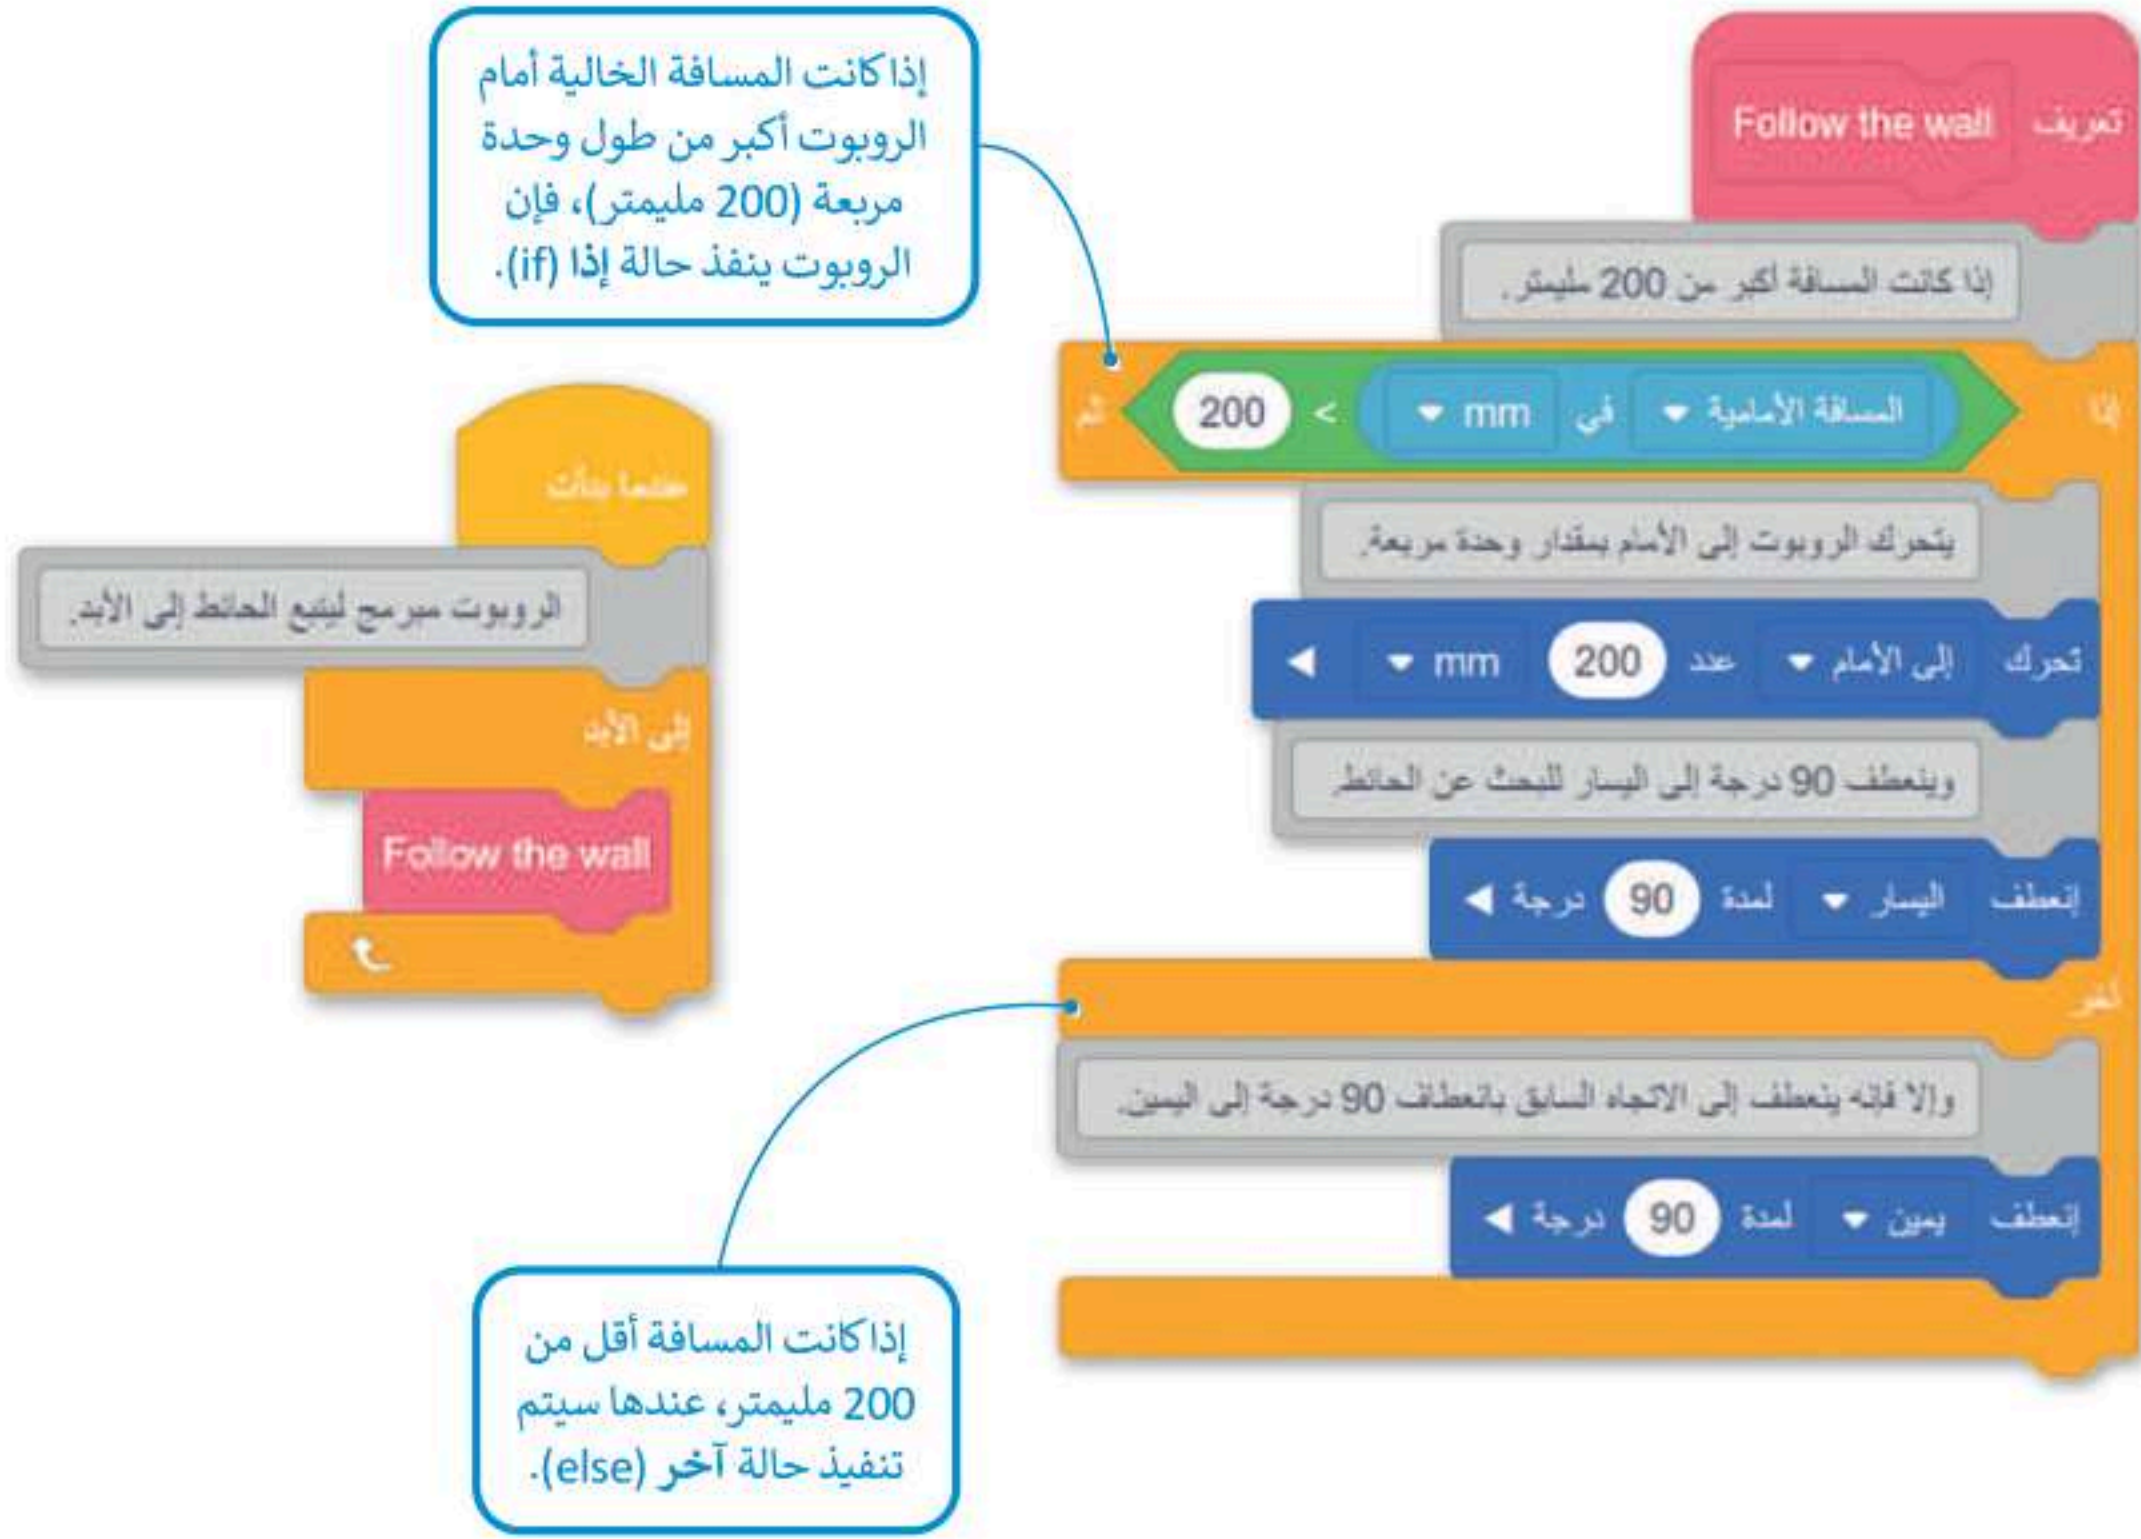 إذا كانت المسافة الخالية أمام
الروبوت أكبر من طول وحدة
مربعة (200 مليمتر)، فإن
الروبوت ينفذ حالة إذا (if).
تعريف Follow the wall
إذا كانت المسافة أكبر من 200 مليمتر.
إذا المسافة الأمامية في mm > 200 ثم
يتحرك الروبوت إلى الأمام بمقدار وحدة مربعة.
تحرك إلى الأمام عدد 200 mm
وينعطف 90 درجة إلى اليسار للبحث عن الحائط.
إنعطف اليسار لمدة 90 درجة
آخر
وإلا فإنه ينعطف إلى الاتجاه السابق بانعطاف 90 درجة إلى اليمين.
إنعطف يمين لمدة 90 درجة
عندما بدأت
الروبوت مبرمج ليتبع الحائط إلى الأبد.
إلى الأبد
Follow the wall
إذا كانت المسافة أقل من
200 مليمتر، عندها سيتم
تنفيذ حالة آخر (else).